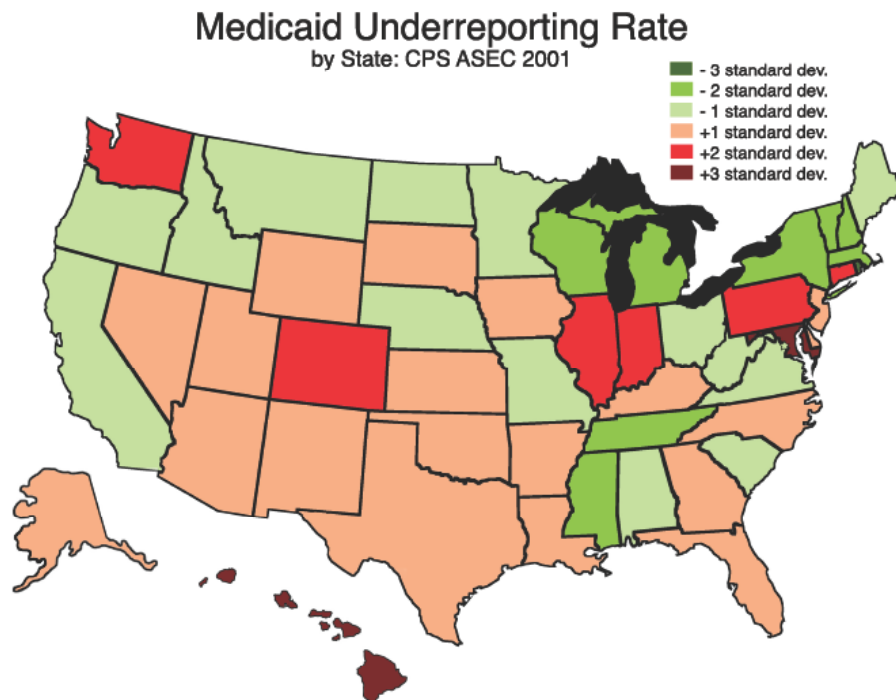 Medicaid Underreporting Rate
by State: CPS ASEC 2001
- 3 standard dev.
- 2 standard dev.
- 1 standard dev.
+1 standard dev.
+2 standard dev.
+3 standard dev.